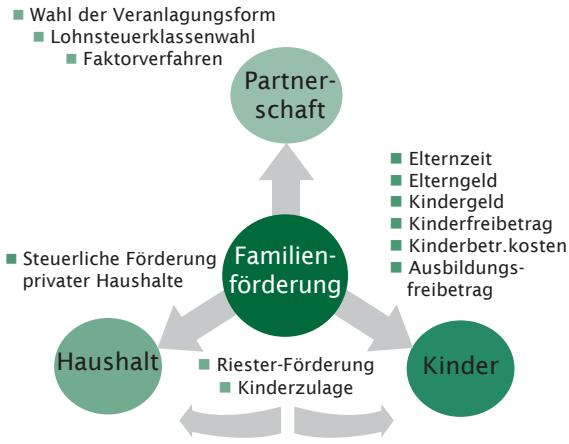 Wahl der Veranlagungsform
Lohnsteuerklassenwahl
Faktorverfahren
Partner-
schaft
Elternzeit
Elterngeld
Kindergeld
Kinderfreibetrag
Kinderbetr.kosten
Ausbildungs-
freibetrag
Steuerliche Förderung
privater Haushalte
Familien-
förderung
Haushalt
Riester-Förderung
Kinderzulage
Kinder